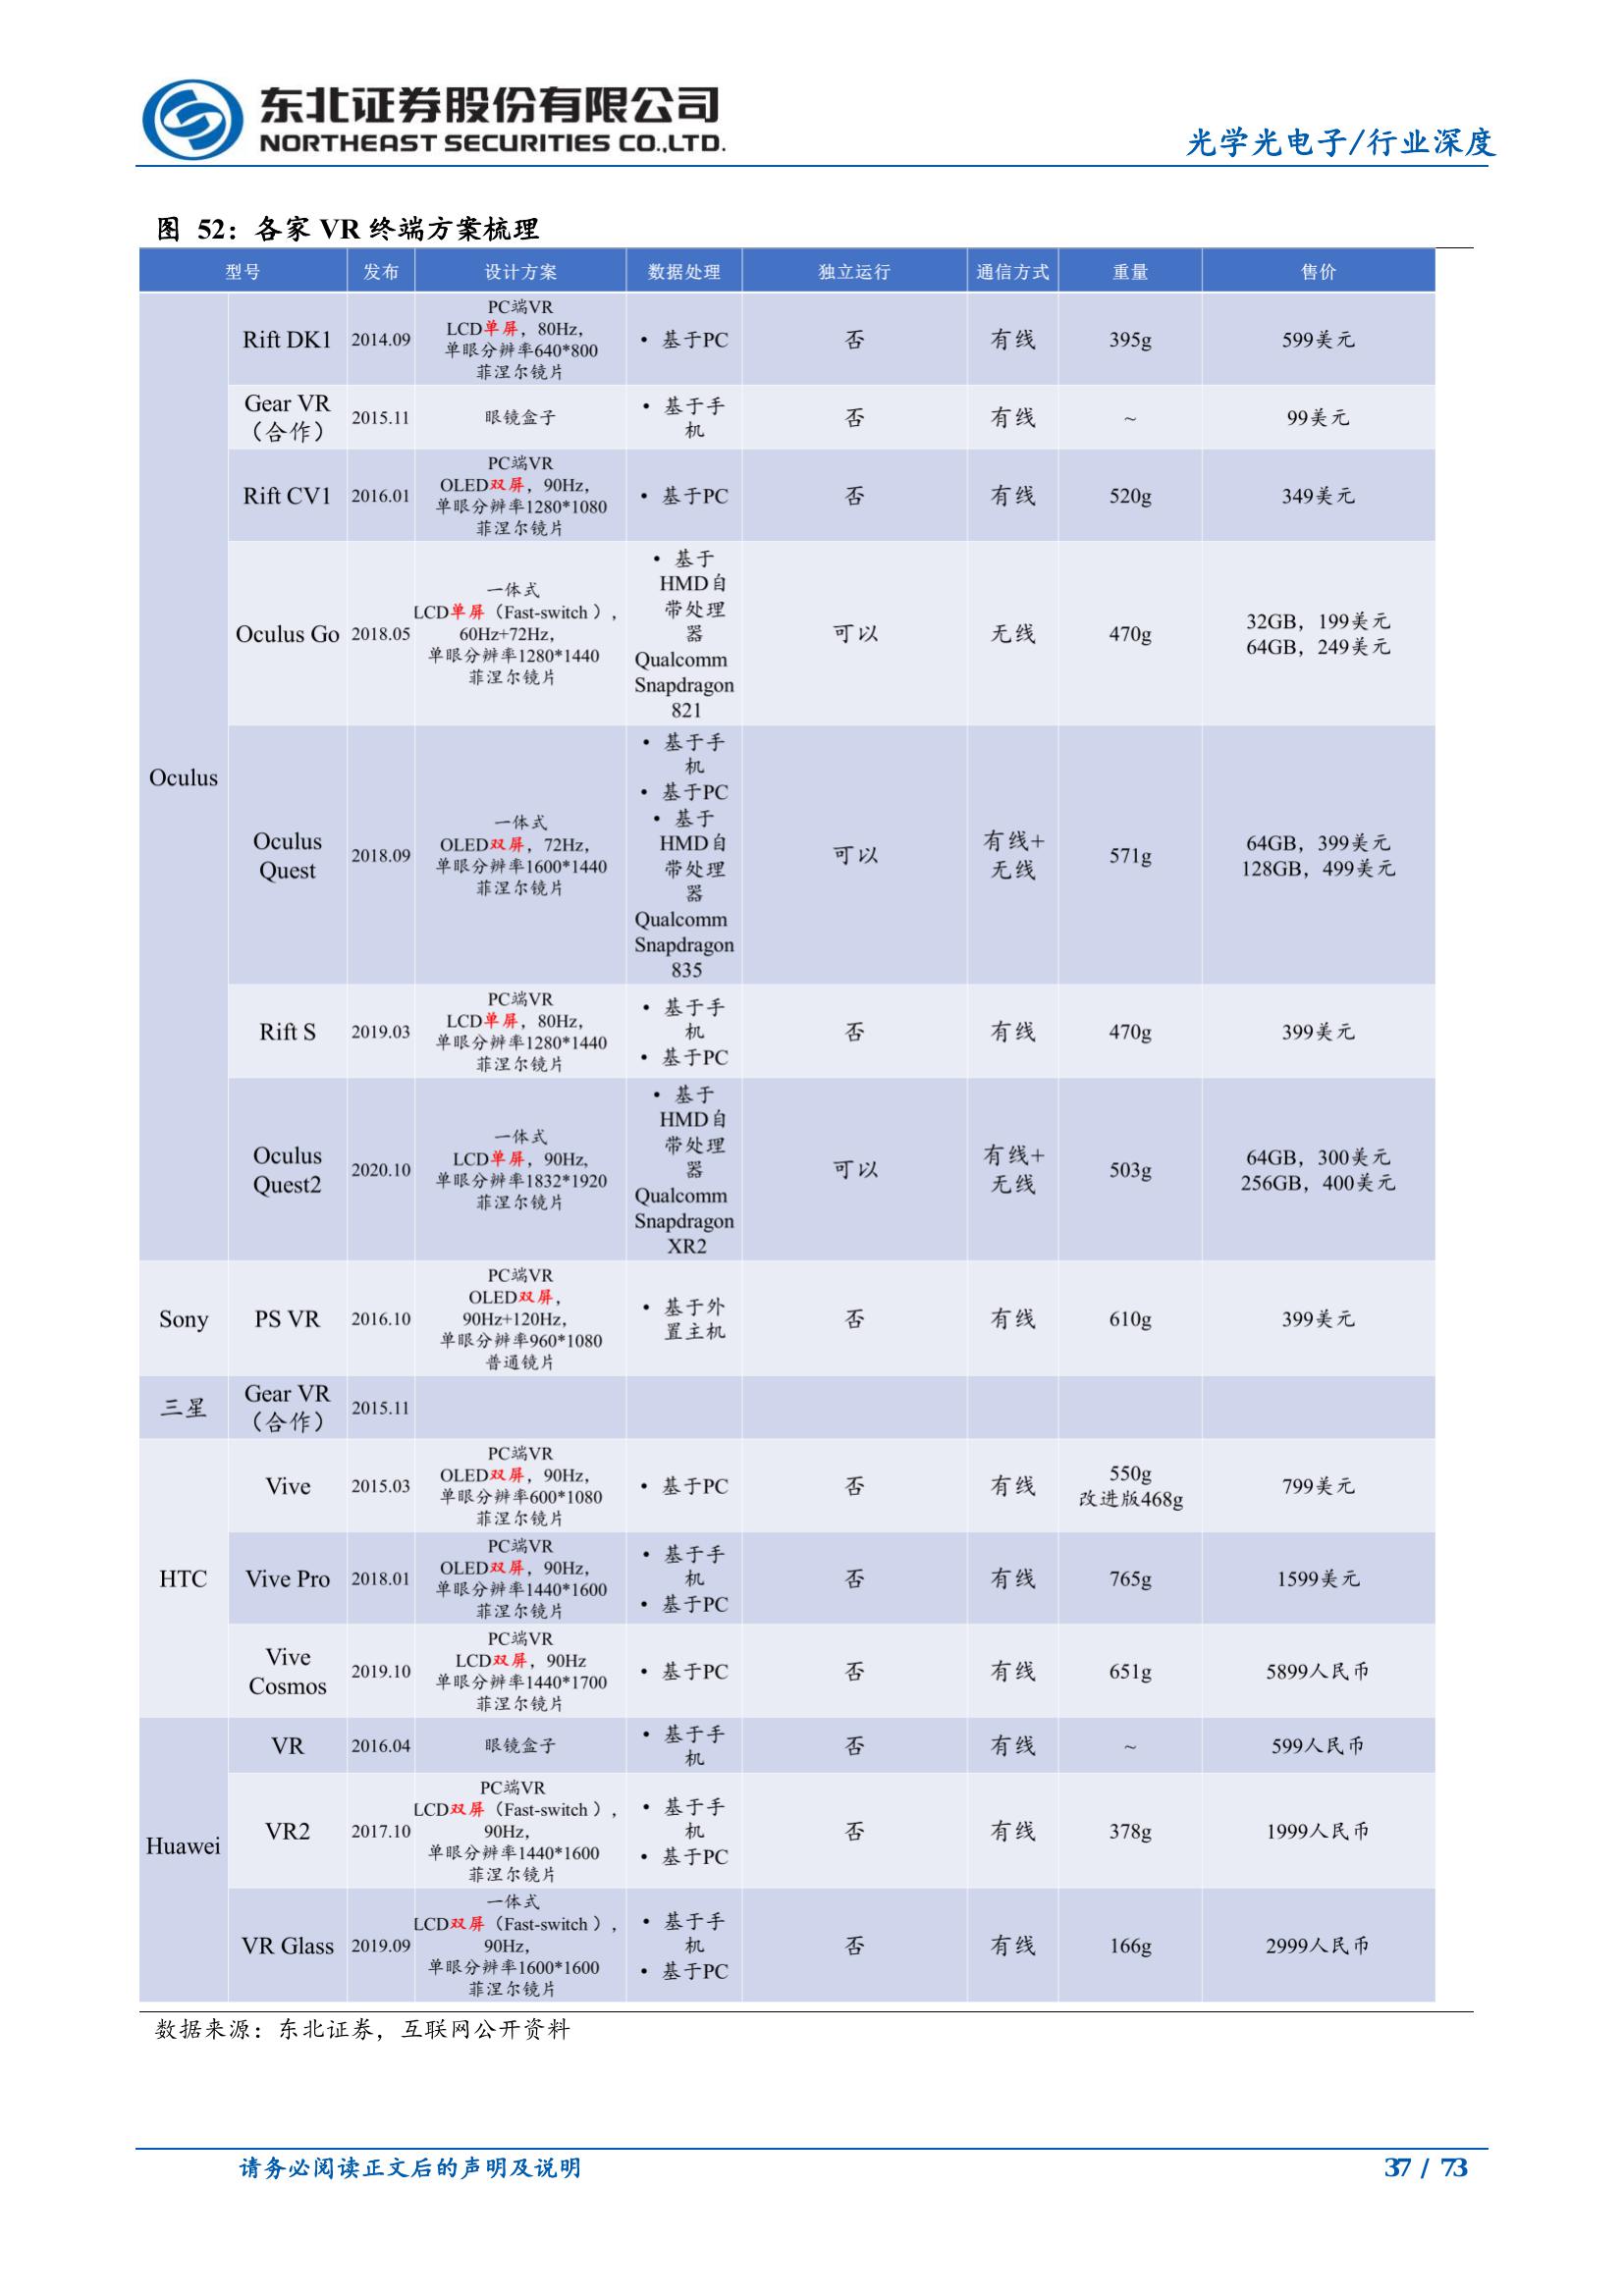 东北证券股份有限公司
NORTHEAST SECURITIES CO.,LTD.
光学光电子/行业深度
图 52：各家 VR 终端方案梳理
型号 发布 设计方案 数据处理 独立运行 通信方式 重量 售价
Oculus
Rift DK1 2014.09
PC端VR
LCD单屏，80Hz，
单眼分辨率640*800
菲涅尔镜片
• 基于PC
否 有线 395g 599美元
Gear VR
（合作）
2015.11
眼镜盒子
• 基于手
机
否 有线 ~ 99美元
Rift CV1 2016.01
PC端VR
OLED双屏，90Hz，
单眼分辨率1280*1080
菲涅尔镜片
• 基于PC
否 有线 520g 349美元
Oculus Go 2018.05
一体式
LCD单屏（Fast-switch ），
60Hz+72Hz，
单眼分辨率1280*1440
菲涅尔镜片
• 基于
HMD自
带处理
器
Qualcomm
Snapdragon
821
可以 无线 470g
32GB，199美元
64GB，249美元
Oculus
Quest
2018.09
一体式
OLED双屏，72Hz，
单眼分辨率1600*1440
菲涅尔镜片
• 基于手
机
• 基于PC
• 基于
HMD自
带处理
器
Qualcomm
Snapdragon
835
可以
有线+
无线
571g
64GB，399美元
128GB，499美元
Rift S 2019.03
PC端VR
LCD单屏，80Hz，
单眼分辨率1280*1440
菲涅尔镜片
• 基于手
机
• 基于PC
否 有线 470g 399美元
Oculus
Quest2
2020.10
一体式
LCD单屏，90Hz,
单眼分辨率1832*1920
菲涅尔镜片
• 基于
HMD自
带处理
器
Qualcomm
Snapdragon
XR2
可以
有线+
无线
503g
64GB，300美元
256GB，400美元
Sony PS VR 2016.10
PC端VR
OLED双屏，
90Hz+120Hz，
单眼分辨率960*1080
普通镜片
• 基于外
置主机
否 有线 610g 399美元
三星
Gear VR
（合作）
2015.11
HTC
Vive 2015.03
PC端VR
OLED双屏，90Hz，
单眼分辨率600*1080
菲涅尔镜片
• 基于PC
否 有线
550g
改进版468g
799美元
Vive Pro 2018.01
PC端VR
OLED双屏，90Hz，
单眼分辨率1440*1600
菲涅尔镜片
• 基于手
机
• 基于PC
否 有线 765g 1599美元
Vive
Cosmos
2019.10
PC端VR
LCD双屏，90Hz
单眼分辨率1440*1700
菲涅尔镜片
• 基于PC
否 有线 651g 5899人民币
Huawei
VR 2016.04
眼镜盒子
• 基于手
机
否 有线 ~ 599人民币
VR2 2017.10
PC端VR
LCD双屏（Fast-switch ），
90Hz，
单眼分辨率1440*1600
菲涅尔镜片
• 基于手
机
• 基于PC
否 有线 378g 1999人民币
VR Glass 2019.09
一体式
LCD双屏（Fast-switch ），
90Hz，
单眼分辨率1600*1600
菲涅尔镜片
• 基于手
机
• 基于PC
否 有线 166g 2999人民币
数据来源：东北证券，互联网公开资料
请务必阅读正文后的声明及说明
37 / 73